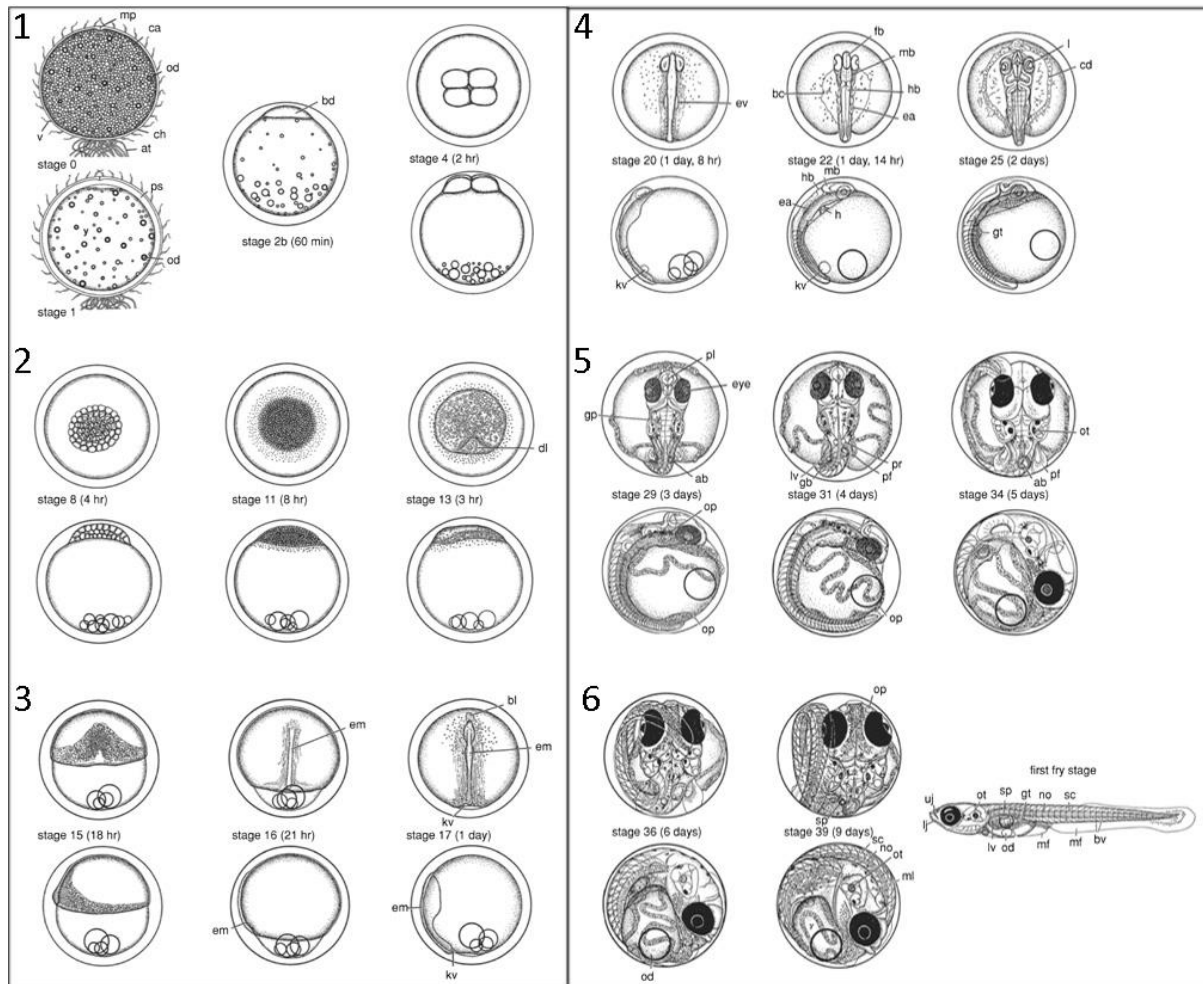 1
mp
ca
od
v
ch
at
stage 0
ps
y
od
stage 1
bd
stage 2b (60 min)
stage 4 (2 hr)
2
stage 8 (4 hr)
stage 11 (8 hr)
dl
stage 13 (3 hr)
3
stage 15 (18 hr)
em
stage 16 (21 hr)
em
bl
em
kv
stage 17 (1 day)
em
kv
4
ev
stage 20 (1 day, 8 hr)
kv
fb
mb
bc
hb
ea
stage 22 (1 day, 14 hr)
mb
hb
ea
h
kv
l
cd
stage 25 (2 days)
gt
5
pl
eye
gp
ab
stage 29 (3 days)
op
op
lv
gb
pr
pf
stage 31 (4 days)
op
ot
ab
pf
stage 34 (5 days)
6
stage 36 (6 days)
od
op
sp
stage 39 (9 days)
sc
no
ot
ml
first fry stage
uj
lj
ot
sp
gt
no
sc
lv
od
mf
mf
bv